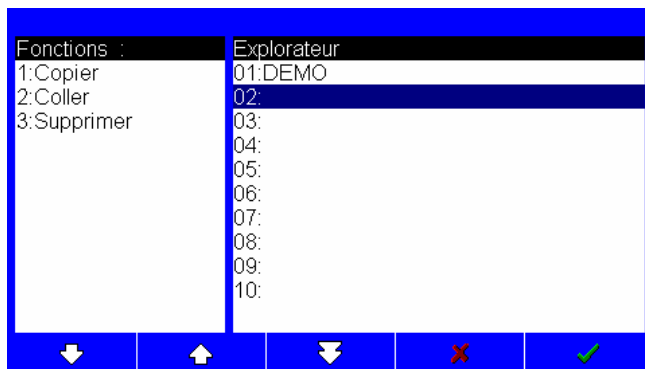 Fonctions :
1:Copier
2:Coller
3:Supprimer
Explorateur
01:DEMO
02:
03:
04:
05:
06:
07:
08:
09:
10: